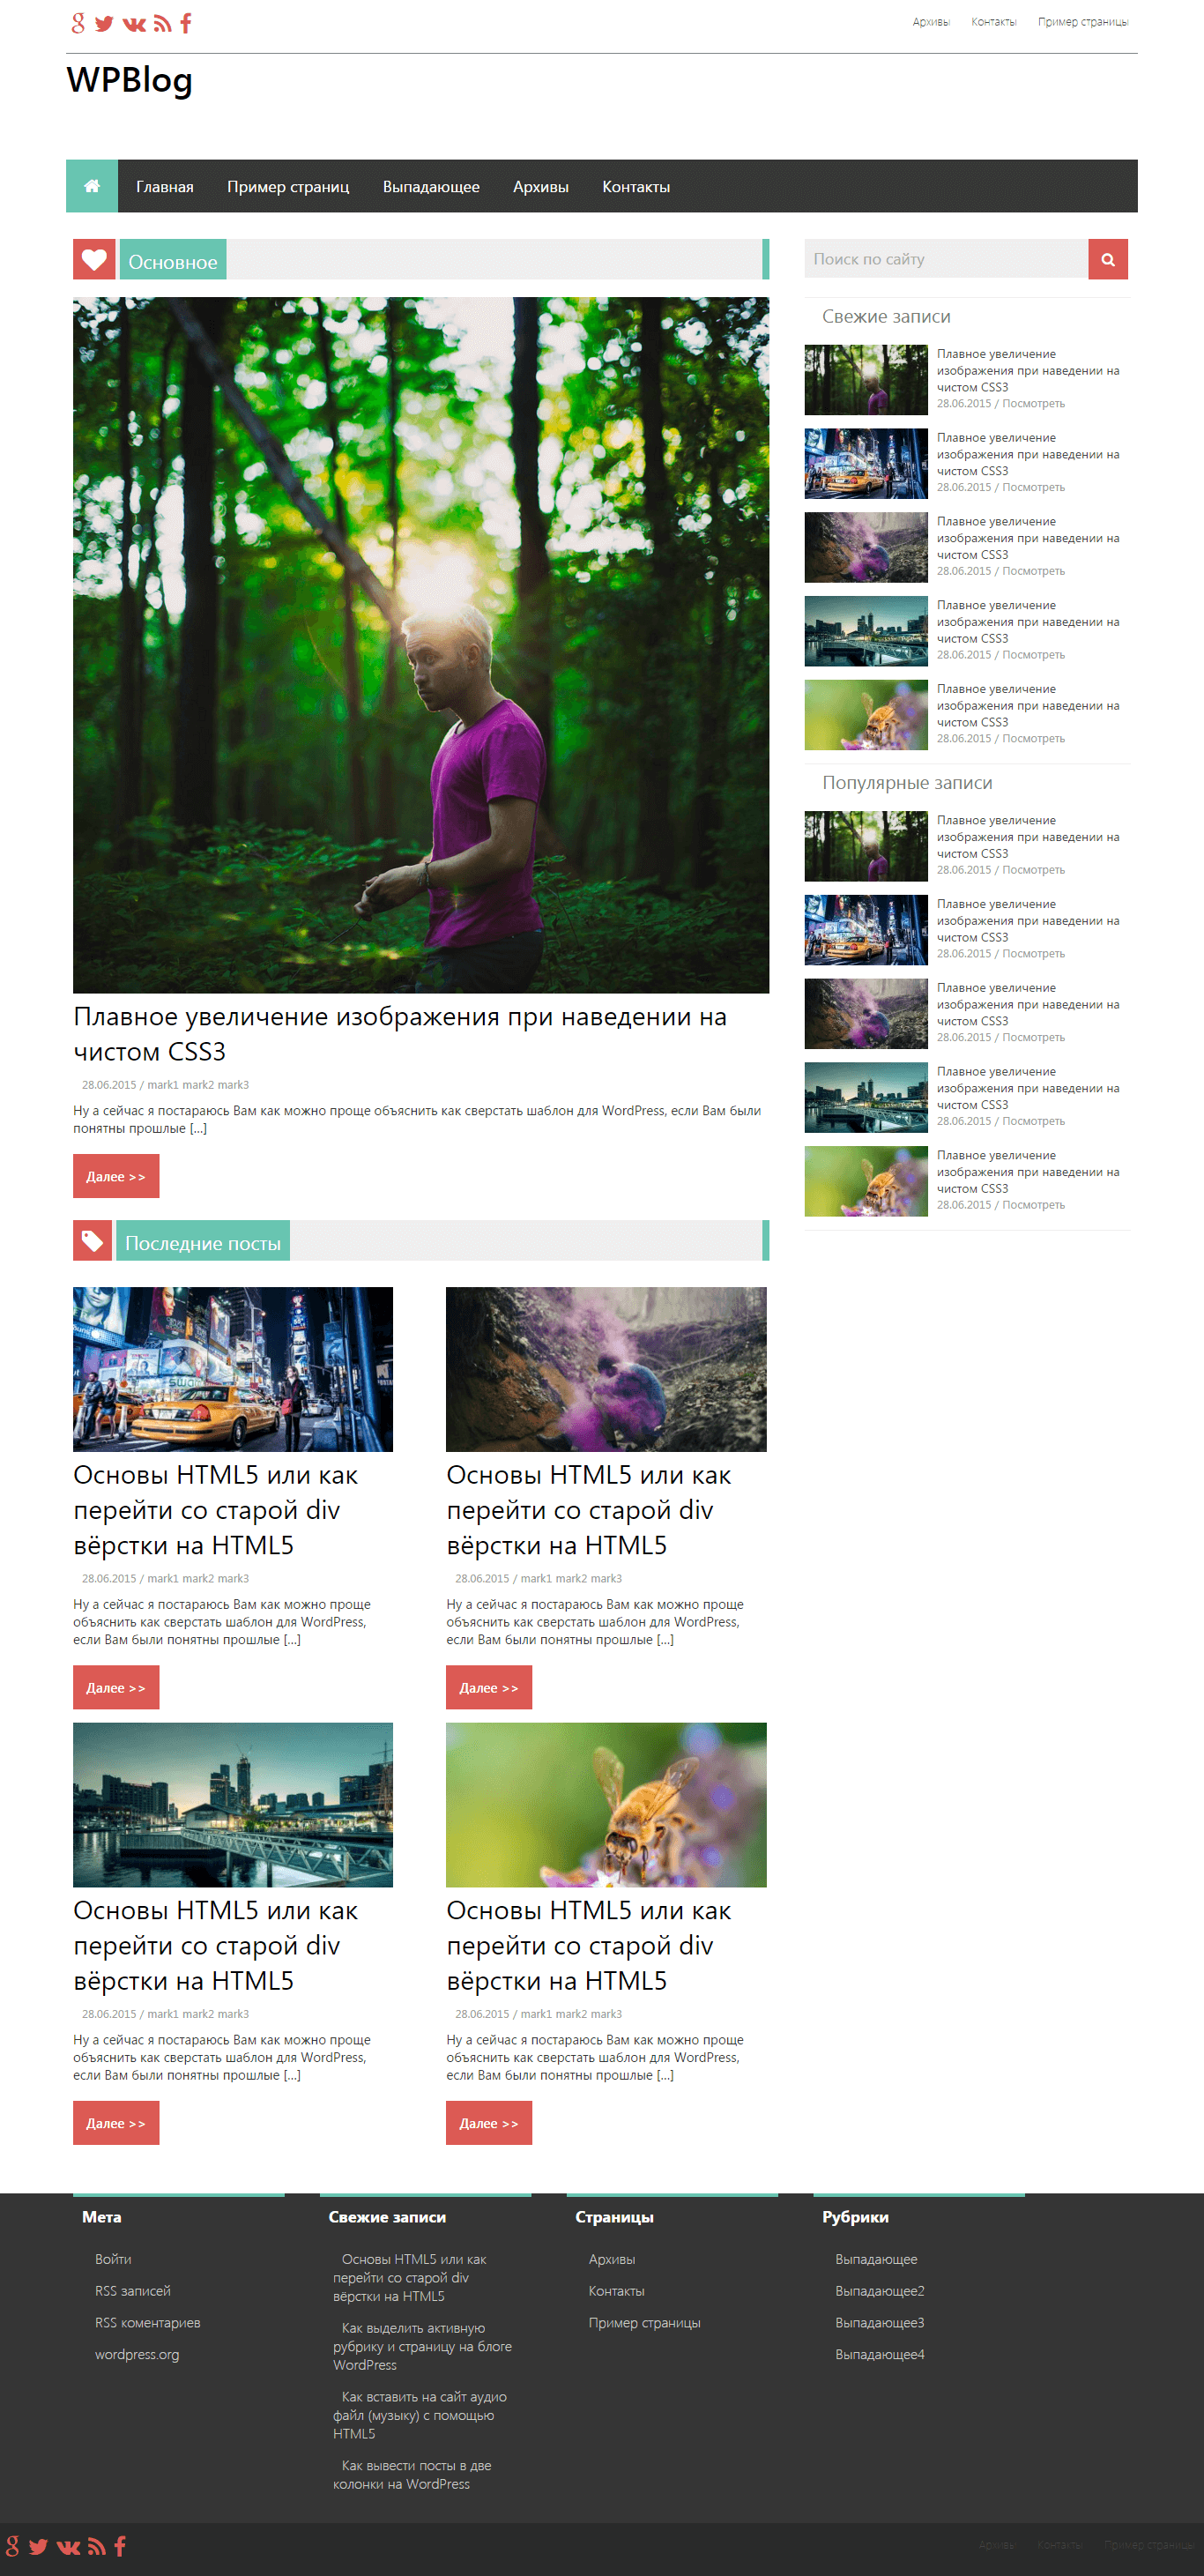 Архивы Контакты Пример страницы
WPBlog
Главная Пример страниц Выпадающее Архивы Контакты
Основное
Плавное увеличение изображения при наведении на
чистом CSS3
28.06.2015 / mark1 mark2 mark3
Ну а сейчас я постараюсь Вам как можно проще объяснить как сверстать шаблон для WordPress, если Вам были
понятны прошлые [...]
Далее >>
Поиск по сайту
Свежие записи
Плавное увеличение
изображения при наведении на
чистом CSS3
28.06.2015 / Посмотреть
Плавное увеличение
изображения при наведении на
чистом CSS3
28.06.2015 / Посмотреть
Плавное увеличение
изображения при наведении на
чистом CSS3
28.06.2015 / Посмотреть
Плавное увеличение
изображения при наведении на
чистом CSS3
28.06.2015 / Посмотреть
Плавное увеличение
изображения при наведении на
чистом CSS3
28.06.2015 / Посмотреть
Популярные записи
Плавное увеличение
изображения при наведении на
чистом CSS3
28.06.2015 / Посмотреть
Плавное увеличение
изображения при наведении на
чистом CSS3
28.06.2015 / Посмотреть
Плавное увеличение
изображения при наведении на
чистом CSS3
28.06.2015 / Посмотреть
Плавное увеличение
изображения при наведении на
чистом CSS3
28.06.2015 / Посмотреть
Плавное увеличение
изображения при наведении на
чистом CSS3
28.06.2015 / Посмотреть
Последние посты
Основы HTML5 или как
перейти со старой div
вёрстки на HTML5
28.06.2015 / mark1 mark2 mark3
Ну а сейчас я постараюсь Вам как можно проще
объяснить как сверстать шаблон для WordPress,
если Вам были понятны прошлые [...]
Далее >>
Основы HTML5 или как
перейти со старой div
вёрстки на HTML5
28.06.2015 / mark1 mark2 mark3
Ну а сейчас я постараюсь Вам как можно проще
объяснить как сверстать шаблон для WordPress,
если Вам были понятны прошлые [...]
Далее >>
Основы HTML5 или как
перейти со старой div
вёрстки на HTML5
28.06.2015 / mark1 mark2 mark3
Ну а сейчас я постараюсь Вам как можно проще
объяснить как сверстать шаблон для WordPress,
если Вам были понятны прошлые [...]
Далее >>
Основы HTML5 или как
перейти со старой div
вёрстки на HTML5
28.06.2015 / mark1 mark2 mark3
Ну а сейчас я постараюсь Вам как можно проще
объяснить как сверстать шаблон для WordPress,
если Вам были понятны прошлые [...]
Далее >>
Мета
Войти
RSS записей
RSS коментариев
wordpress.org
Свежие записи
Основы HTML5 или как
перейти со старой div
вёрстки на HTML5
Как выделить активную
рубрику и страницу на блоге
WordPress
Как вставить на сайт аудио
файл (музыку) с помощью
HTML5
Как вывести посты в две
колонки на WordPress
Страницы
Архивы
Контакты
Пример страницы
Рубрики
Выпадающее
Выпадающее2
Выпадающее3
Выпадающее4
Архивы Контакты Пример страницы